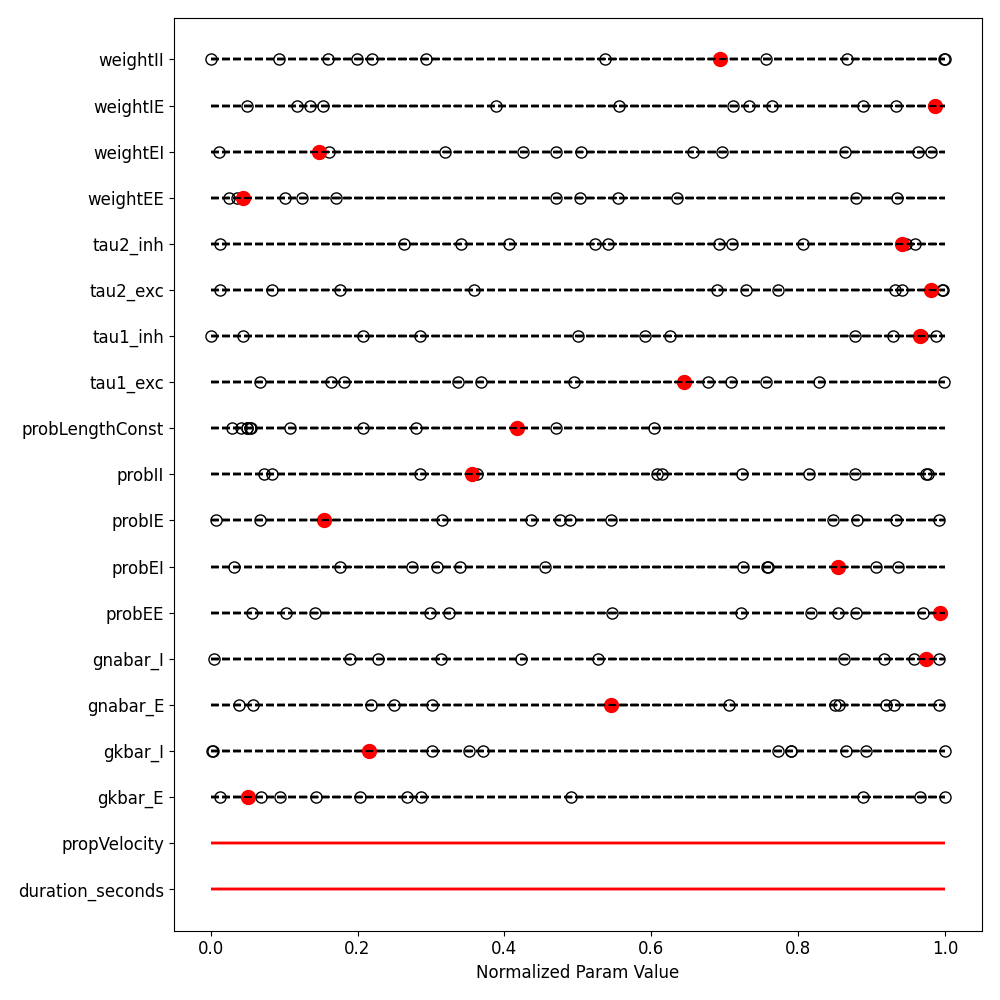 weightII
weightIE
weightEI
weightEE
tau2_inh
tau2_exc
tau1_inh
tau1_exc
probLengthConst
probII
probIE
probEI
probEE
gnabar_I
gnabar_E
gkbar_I
gkbar_E
propVelocity
duration_seconds
0.0 0.2 0.4 0.6 0.8 1.0
Normalized Param Value